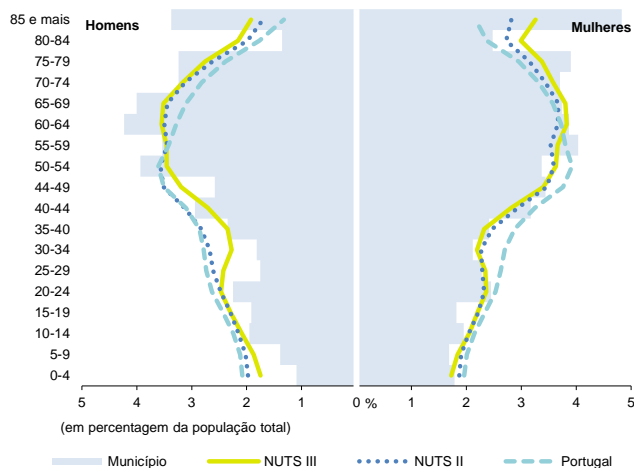 85 e mais
Homens
Mulheres
80-84
75-79
70-74
65-69
60-64
55-59
50-54
44-49
40-44
35-40
30-34
25-29
20-24
15-19
10-14
5-9
0-4
5 4 3 2 1 0 % 1 2 3 4 5
(em percentagem da população total)
Município NUTS III NUTS II Portugal